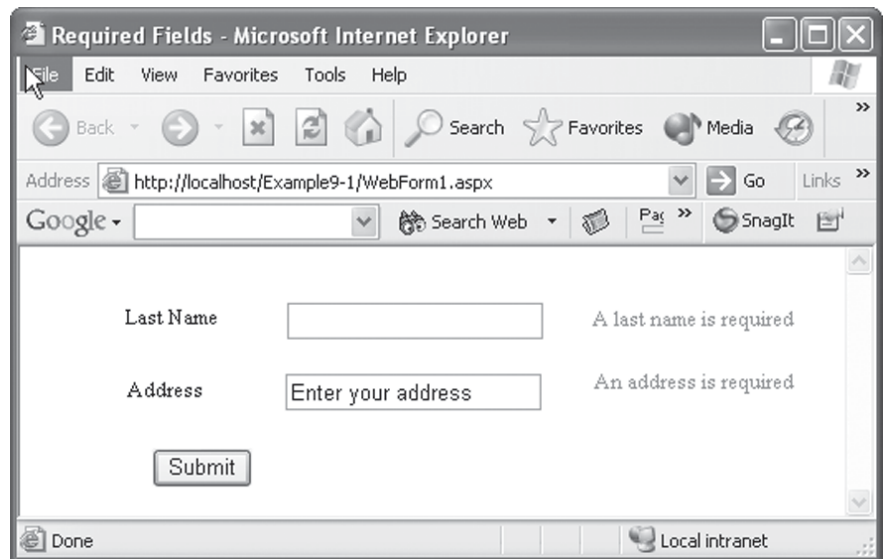 Required Fields - Microsoft Internet Explorer
File Edit View Favorites Tools Help
Back Search Favorites Media »
Address http://localhost/Example9-1/WebForm1.aspx Go Links »
Google Search Web Pag » SnagIt
Last Name A last name is required
Address Enter your address An address is required
Submit
Done Local intranet